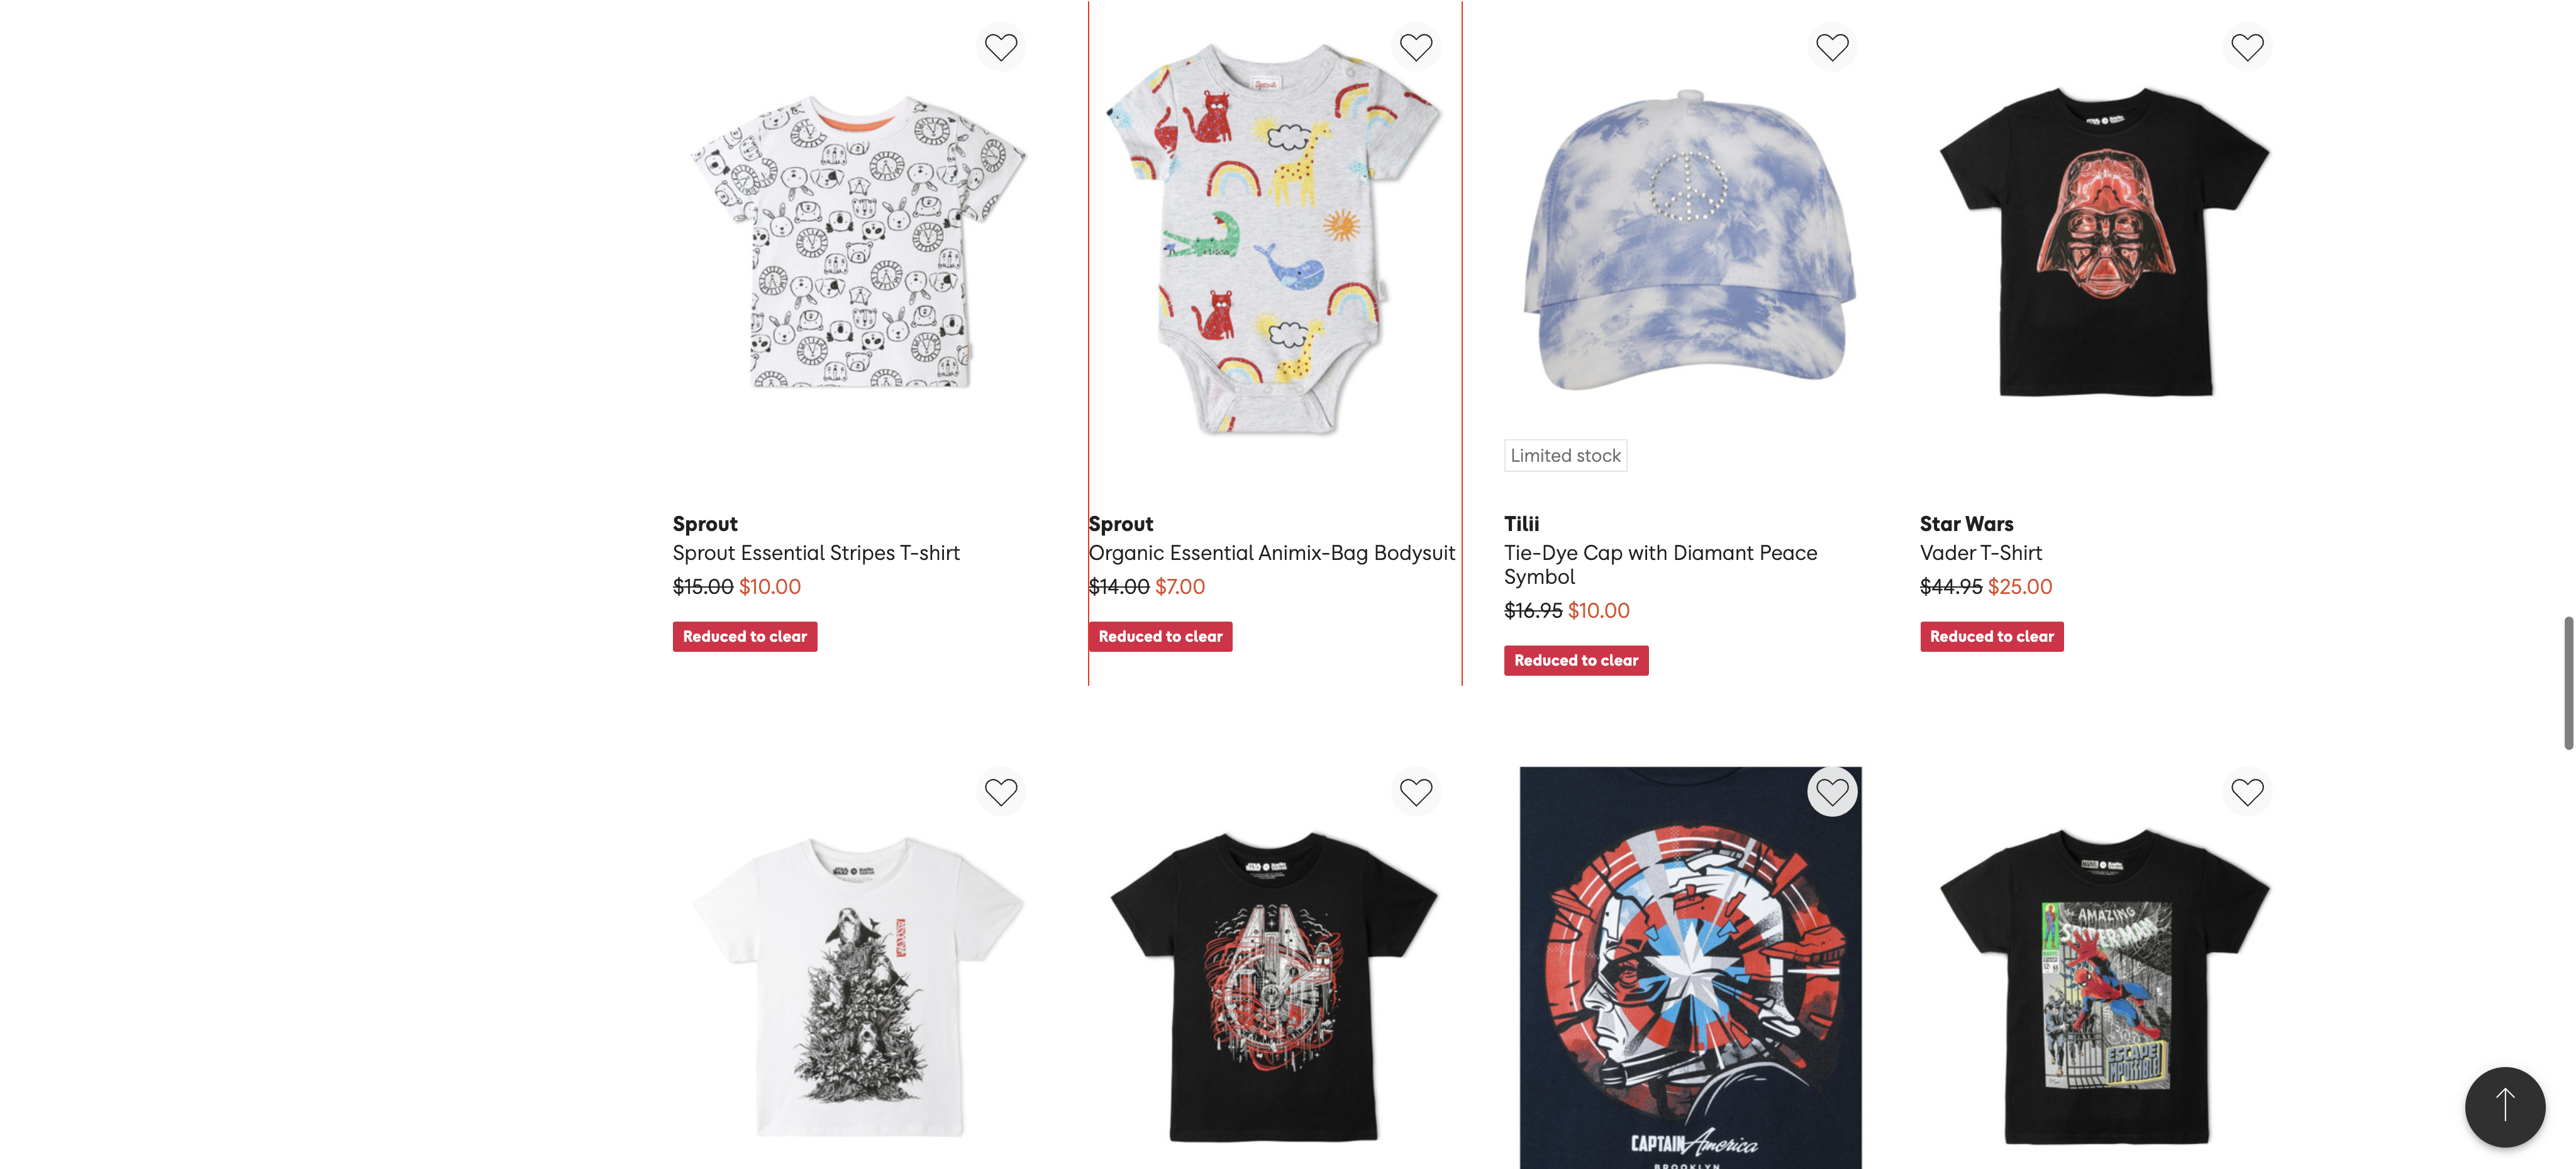 Sprout
Limited stock
Sprout
Sprout Essential Stripes T-shirt
$15.00 $10.00
Reduced to clear
Sprout
Organic Essential Animix-Bag Bodysuit
$14.00 $7.00
Reduced to clear
Tilii
Tie-Dye Cap with Diamant Peace
Symbol
$16.95 $10.00
Reduced to clear
Star Wars
Vader T-Shirt
$44.95 $25.00
Reduced to clear
CAPTAIN America
BROOKLYN
THE AMAZING
SPIDER-MAN
ESCAPE
IMPOSSIBLE!